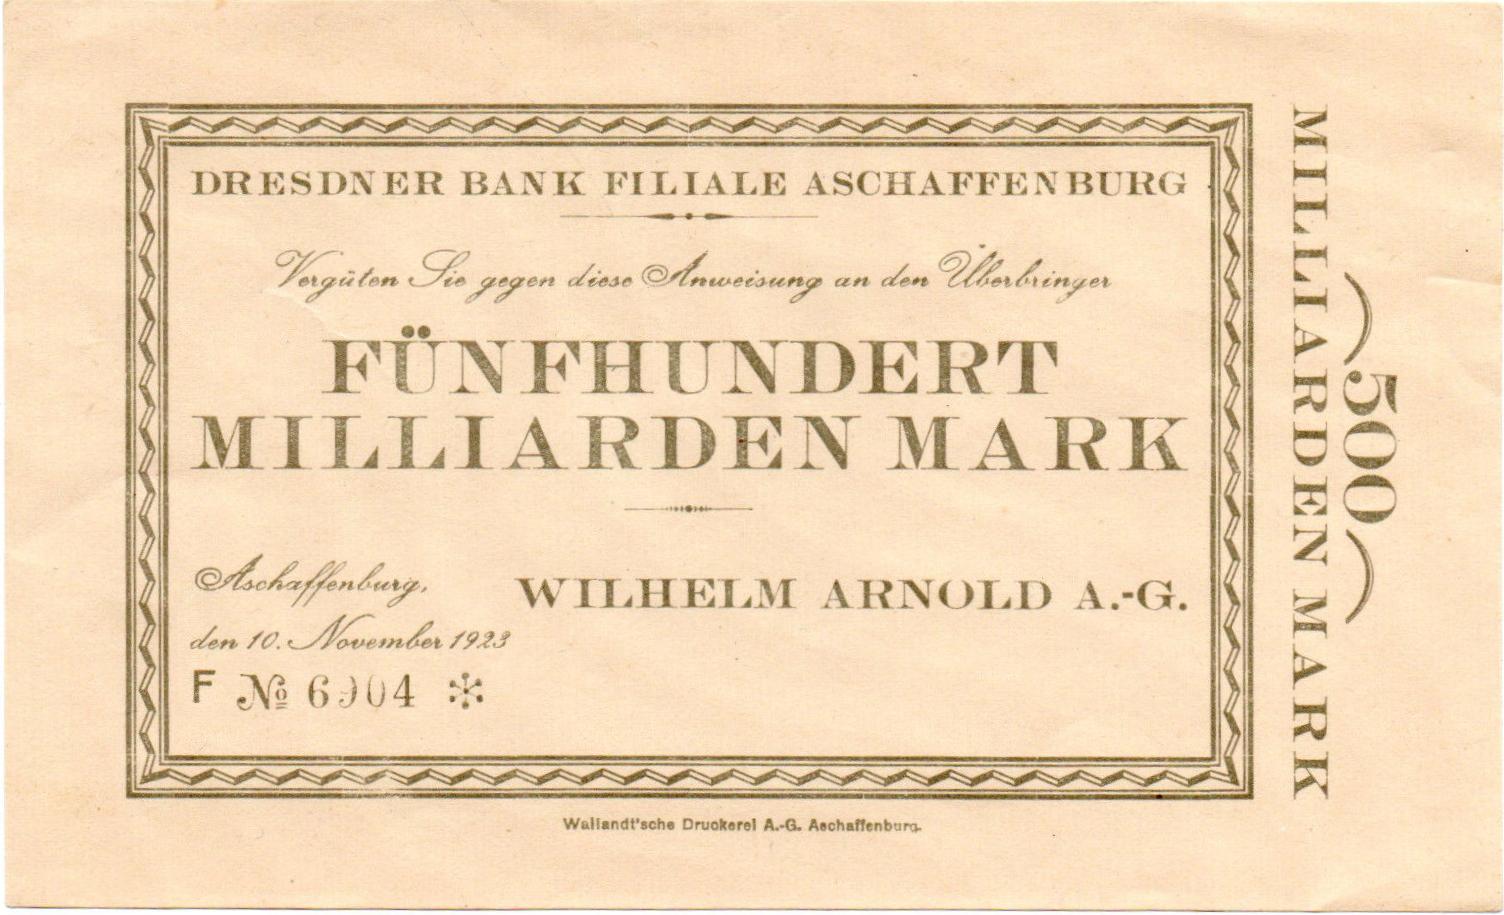 DRESDNER BANK FILIALE ASCHAFFENBURG
Vergüten Sie gegen diese Anweisung an den Überbringer
FÜNFHUNDERT
MILLIARDEN MARK
Aschaffenburg,
WILHELM ARNOLD A.-G.
den 10. November 1923
F № 6904 *
Wailandt'sche Druckerei A.-G. Aschaffenburg.
500
MILLIARDEN MARK